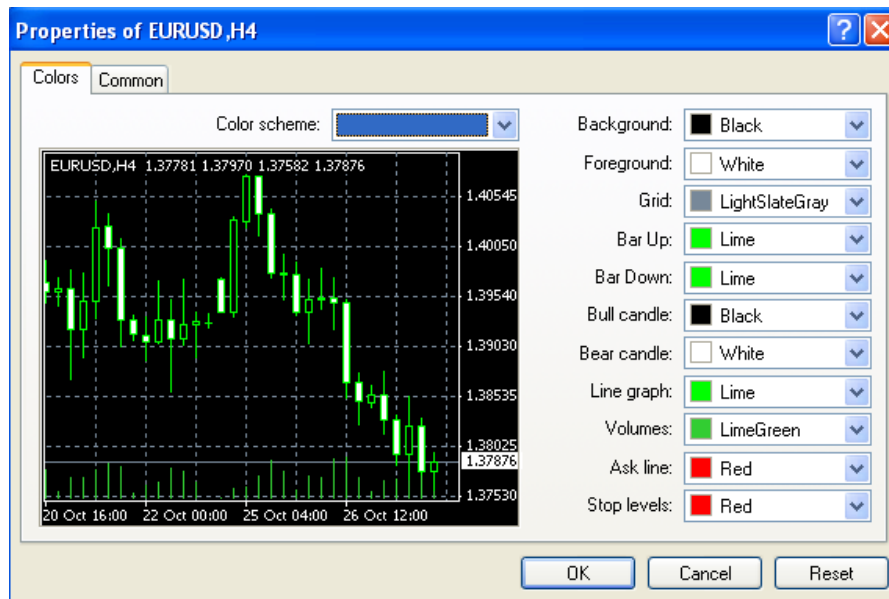 Properties of EURUSD,H4
Colors Common
Color scheme:
EURUSD,H4 1.37781 1.37970 1.37582 1.37876
1.40545
1.40050
1.39540
1.39030
1.38535
1.38025
1.37876
1.37530
20 Oct 16:00 22 Oct 00:00 25 Oct 04:00 26 Oct 12:00
Background: Black
Foreground: White
Grid: LightSlateGray
Bar Up: Lime
Bar Down: Lime
Bull candle: Black
Bear candle: White
Line graph: Lime
Volumes: LimeGreen
Ask line: Red
Stop levels: Red
OK Cancel Reset